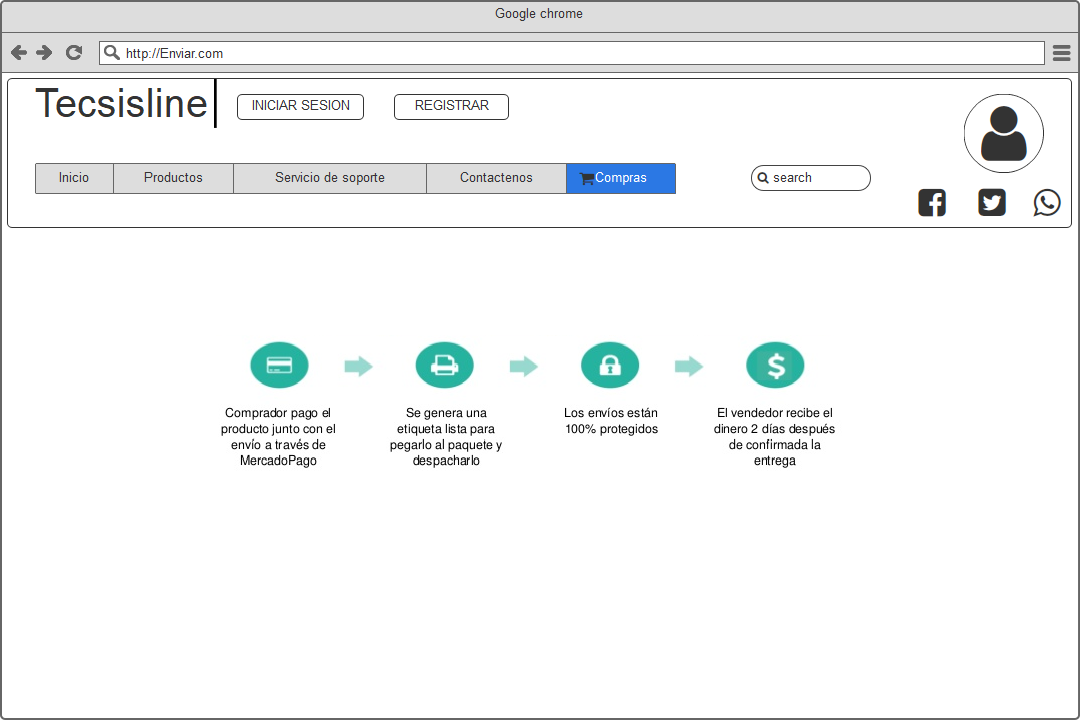 Google chrome
http://Enviar.com
Tecsisline
INICIAR SESION
REGISTRAR
Inicio
Productos
Servicio de soporte
Contactenos
Compras
search
Comprador pago el
producto junto con el
envío a través de
MercadoPago
Se genera una
etiqueta lista para
pegarlo al paquete y
despacharlo
Los envíos están
100% protegidos
El vendedor recibe el
dinero 2 días después
de confirmada la
entrega